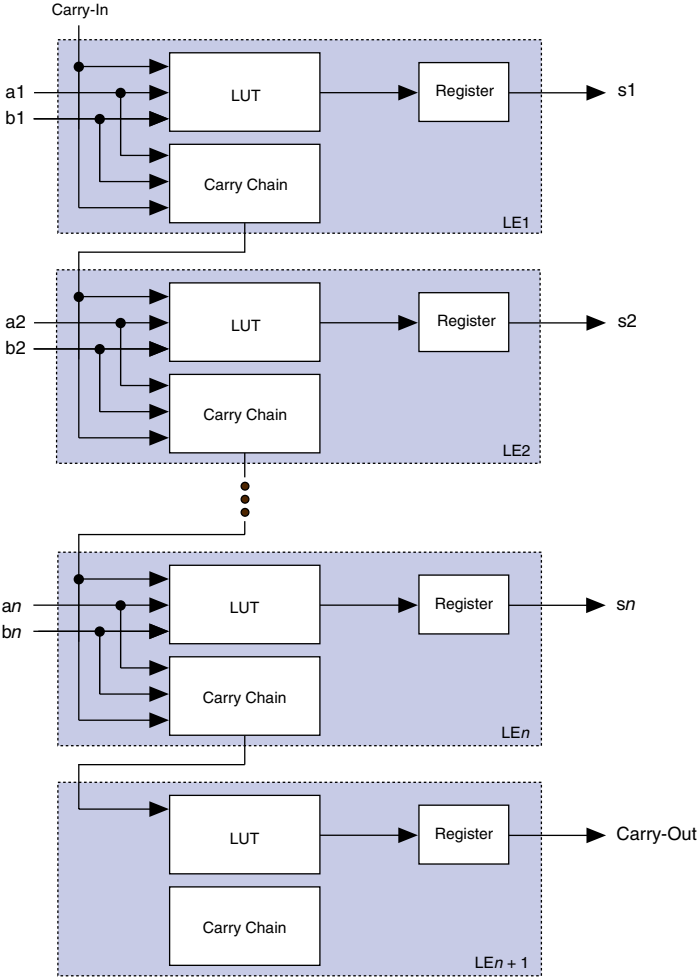 Carry-In
a1
b1
LUT
Register
s1
Carry Chain
LE1
a2
b2
LUT
Register
s2
Carry Chain
LE2
an
bn
LUT
Register
sn
Carry Chain
LEn
LUT
Register
Carry-Out
Carry Chain
LEn + 1